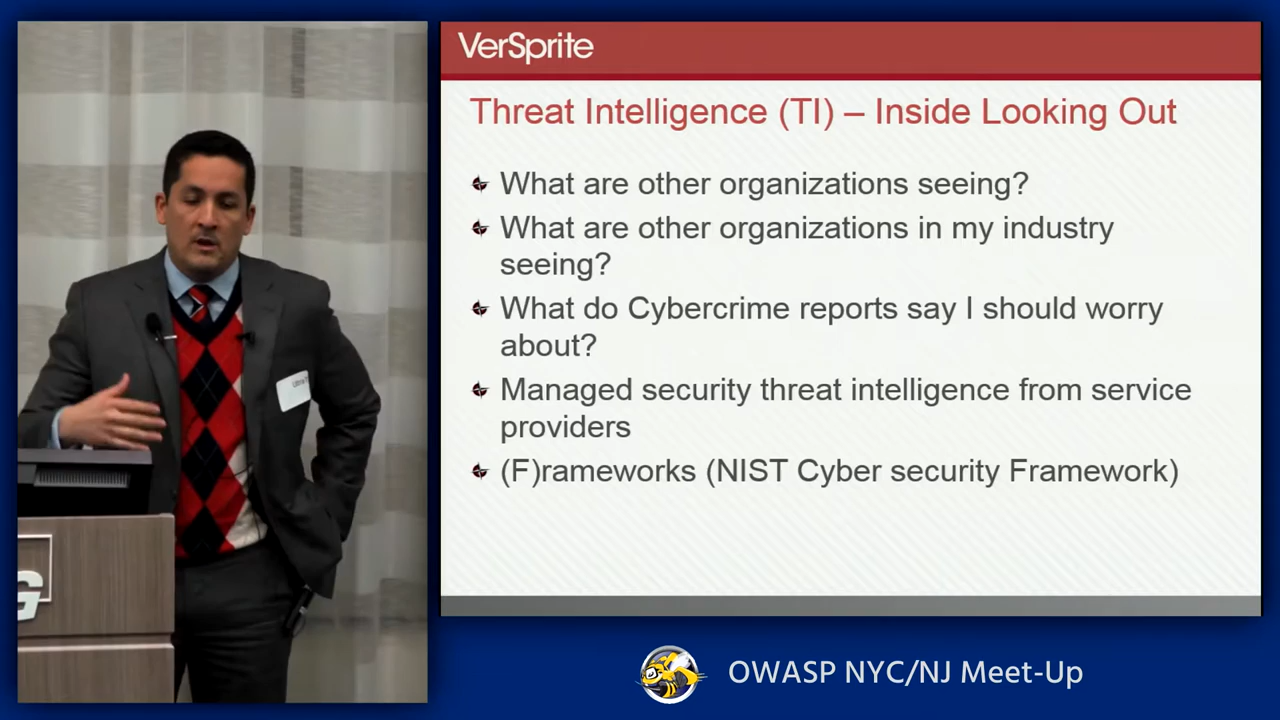 VerSprite
Threat Intelligence (TI) – Inside Looking Out
What are other organizations seeing?
What are other organizations in my industry
seeing?
What do Cybercrime reports say I should worry
about?
Managed security threat intelligence from service
providers
(F)rameworks (NIST Cyber security Framework)
G
OWASP NYC/NJ Meet-Up